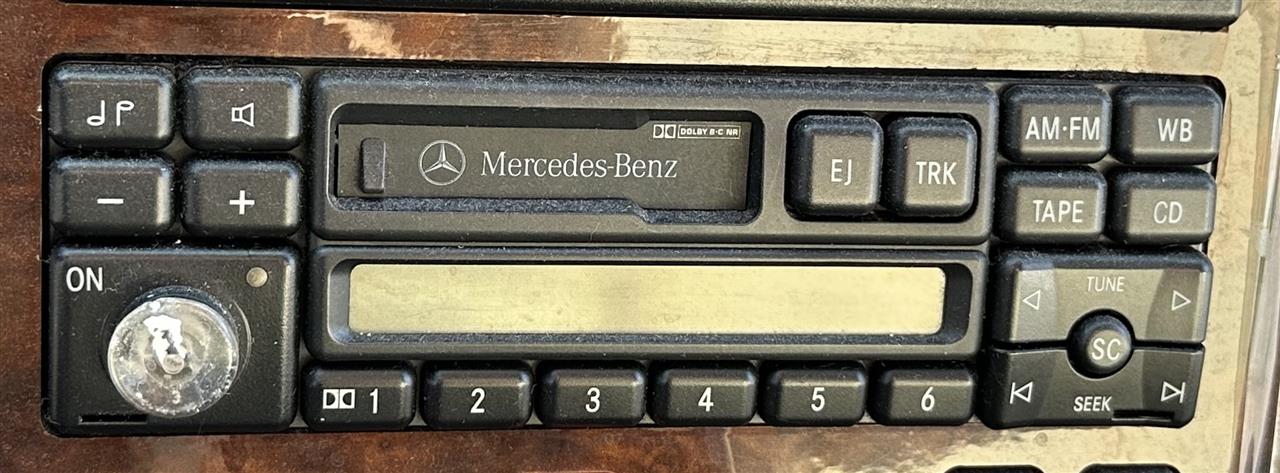 DOLBY B·C NR
Mercedes-Benz
EJ
TRK
AM·FM
WB
TAPE
CD
ON
TUNE
SC
SEEK
1
2
3
4
5
6